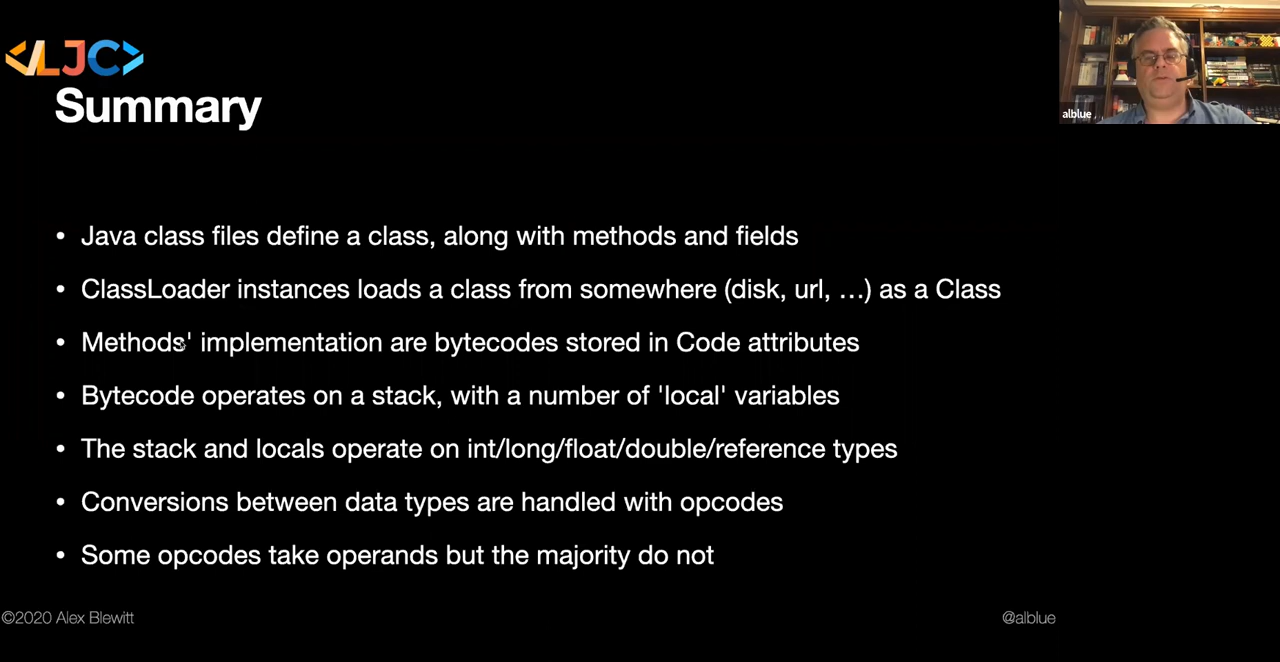 <LJC>
Summary
alblue
• Java class files define a class, along with methods and fields
• ClassLoader instances loads a class from somewhere (disk, url, …) as a Class
• Methods' implementation are bytecodes stored in Code attributes
• Bytecode operates on a stack, with a number of 'local' variables
• The stack and locals operate on int/long/float/double/reference types
• Conversions between data types are handled with opcodes
• Some opcodes take operands but the majority do not
©2020 Alex Blewitt
@alblue